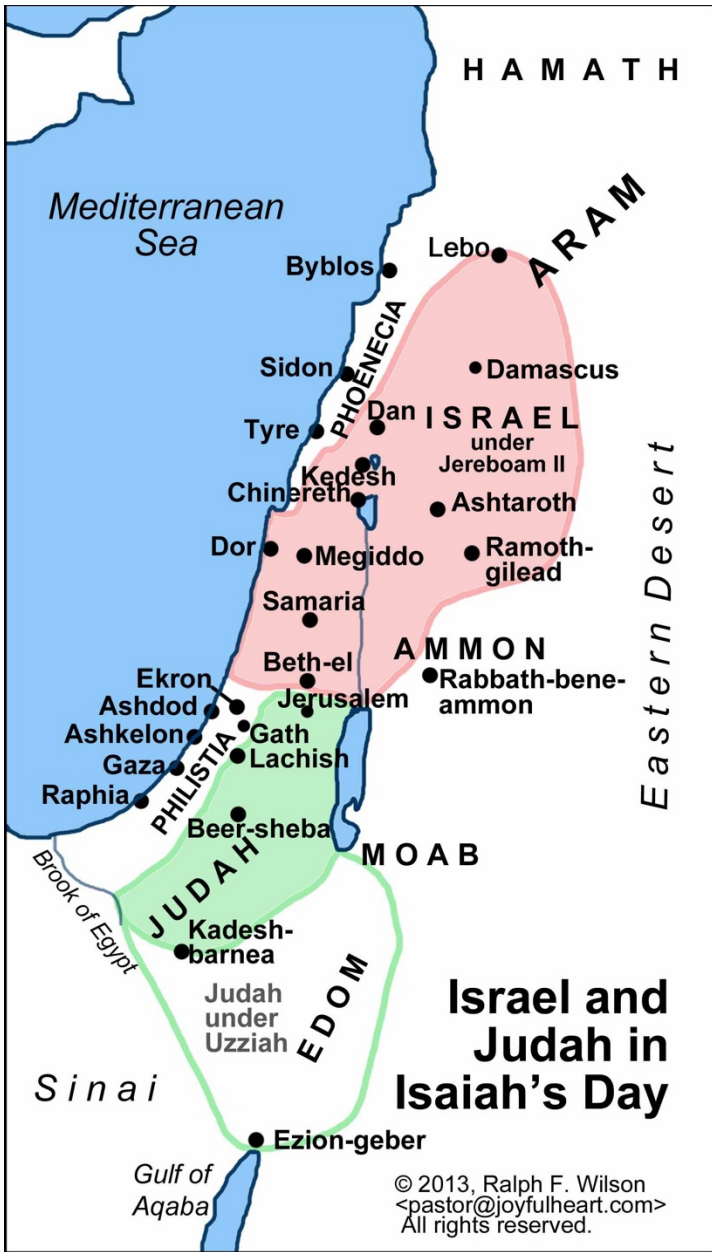 HAMATH
Mediterranean
Sea
ARAM
Lebo
Byblos
PHOENECIA
Sidon
Damascus
Dan
ISRAEL
under
Jereboam II
Tyre
Kedesh
Chinereth
Ashtaroth
Eastern Desert
Dor
Megiddo
Ramoth-
gilead
Samaria
AMMON
Beth-el
Rabbath-bene-
ammon
Ekron
Jerusalem
Ashdod
Gath
Ashkelon
Lachish
Gaza
PHILISTIA
Raphia
Beer-sheba
MOAB
JUDAH
Brook of Egypt
Kadesh-
barnea
EDOM
Judah
under
Uzziah
Israel and
Judah in
Isaiah's Day
Sinai
Ezion-geber
Gulf of
Aqaba
© 2013, Ralph F. Wilson
<pastor@joyfulheart.com>
All rights reserved.